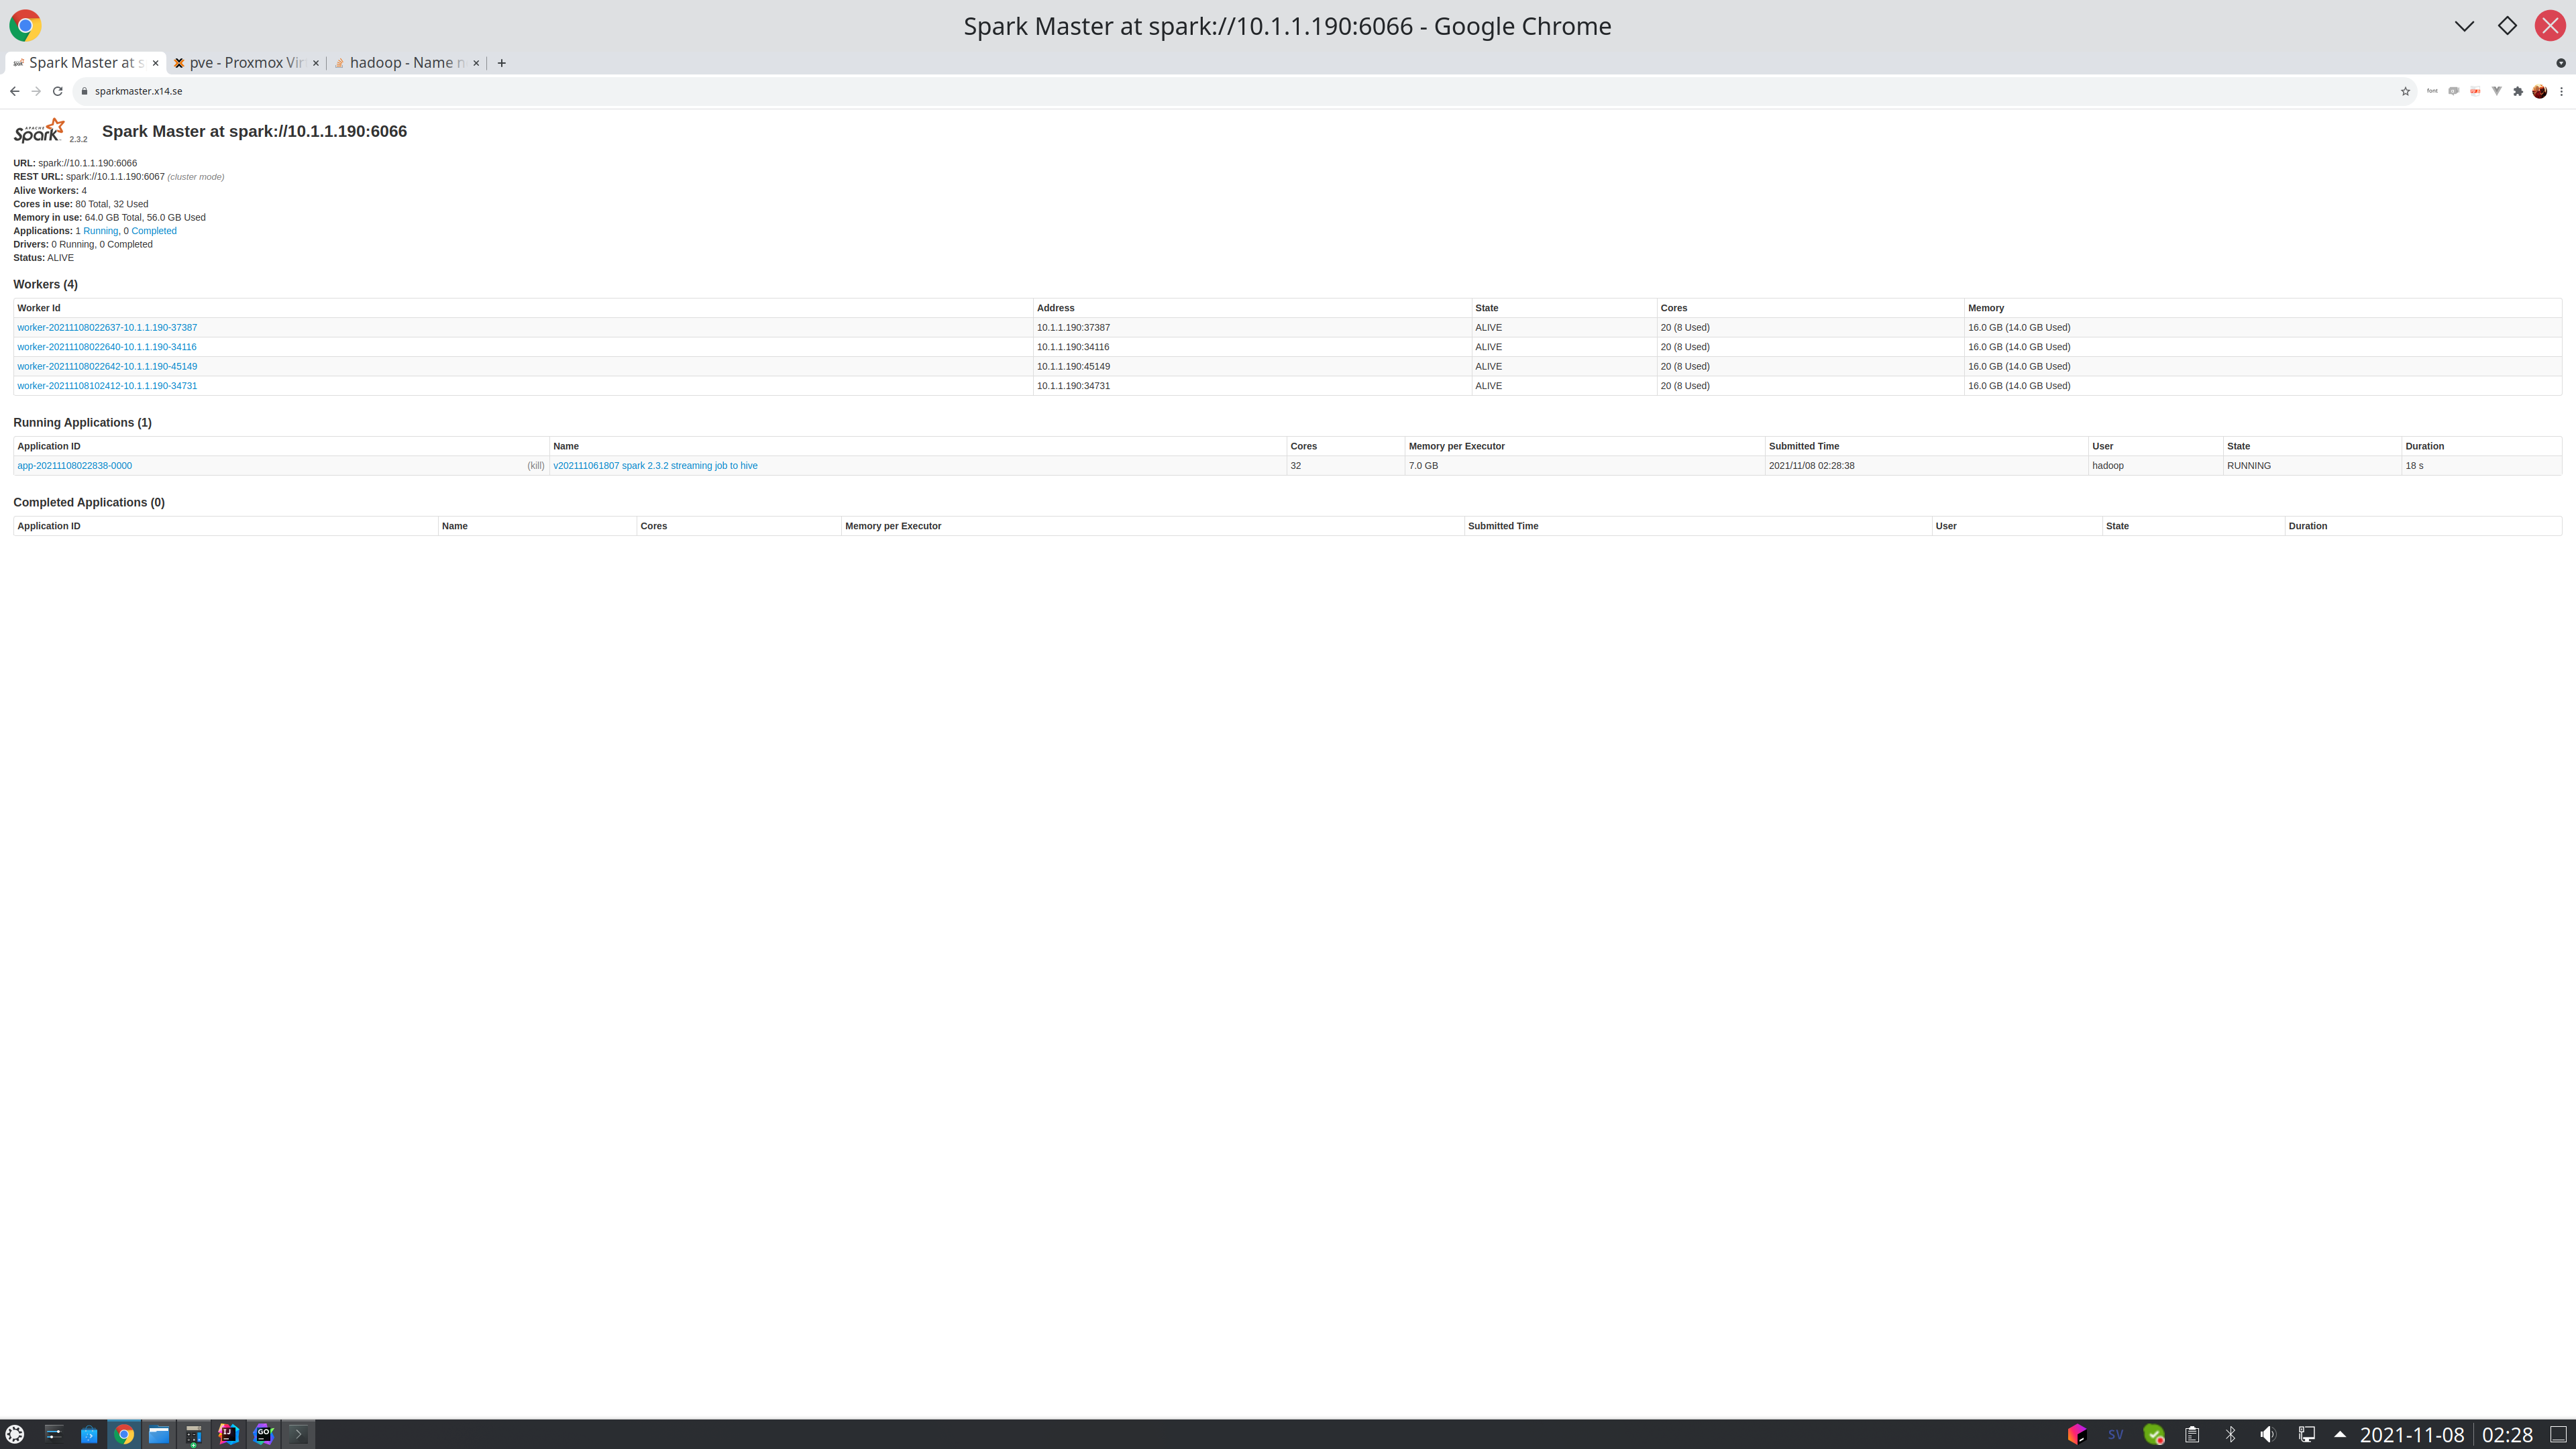 Spark Master at spark://10.1.1.190:6066 - Google Chrome
Spark Master at s
pve - Proxmox Vir
hadoop - Name n
sparkmaster.x14.se
APACHE Spark 2.3.2 Spark Master at spark://10.1.1.190:6066
URL: spark://10.1.1.190:6066
REST URL: spark://10.1.1.190:6067 (cluster mode)
Alive Workers: 4
Cores in use: 80 Total, 32 Used
Memory in use: 64.0 GB Total, 56.0 GB Used
Applications: 1 Running, 0 Completed
Drivers: 0 Running, 0 Completed
Status: ALIVE
Workers (4)
Worker Id Address State Cores Memory
worker-20211108022637-10.1.1.190-37387 10.1.1.190:37387 ALIVE 20 (8 Used) 16.0 GB (14.0 GB Used)
worker-20211108022640-10.1.1.190-34116 10.1.1.190:34116 ALIVE 20 (8 Used) 16.0 GB (14.0 GB Used)
worker-20211108022642-10.1.1.190-45149 10.1.1.190:45149 ALIVE 20 (8 Used) 16.0 GB (14.0 GB Used)
worker-20211108102412-10.1.1.190-34731 10.1.1.190:34731 ALIVE 20 (8 Used) 16.0 GB (14.0 GB Used)
Running Applications (1)
Application ID Name Cores Memory per Executor Submitted Time User State Duration
app-20211108022838-0000 (kill) v202111061807 spark 2.3.2 streaming job to hive 32 7.0 GB 2021/11/08 02:28:38 hadoop RUNNING 18 s
Completed Applications (0)
Application ID Name Cores Memory per Executor Submitted Time User State Duration
IJ GO SV 2021-11-08 02:28